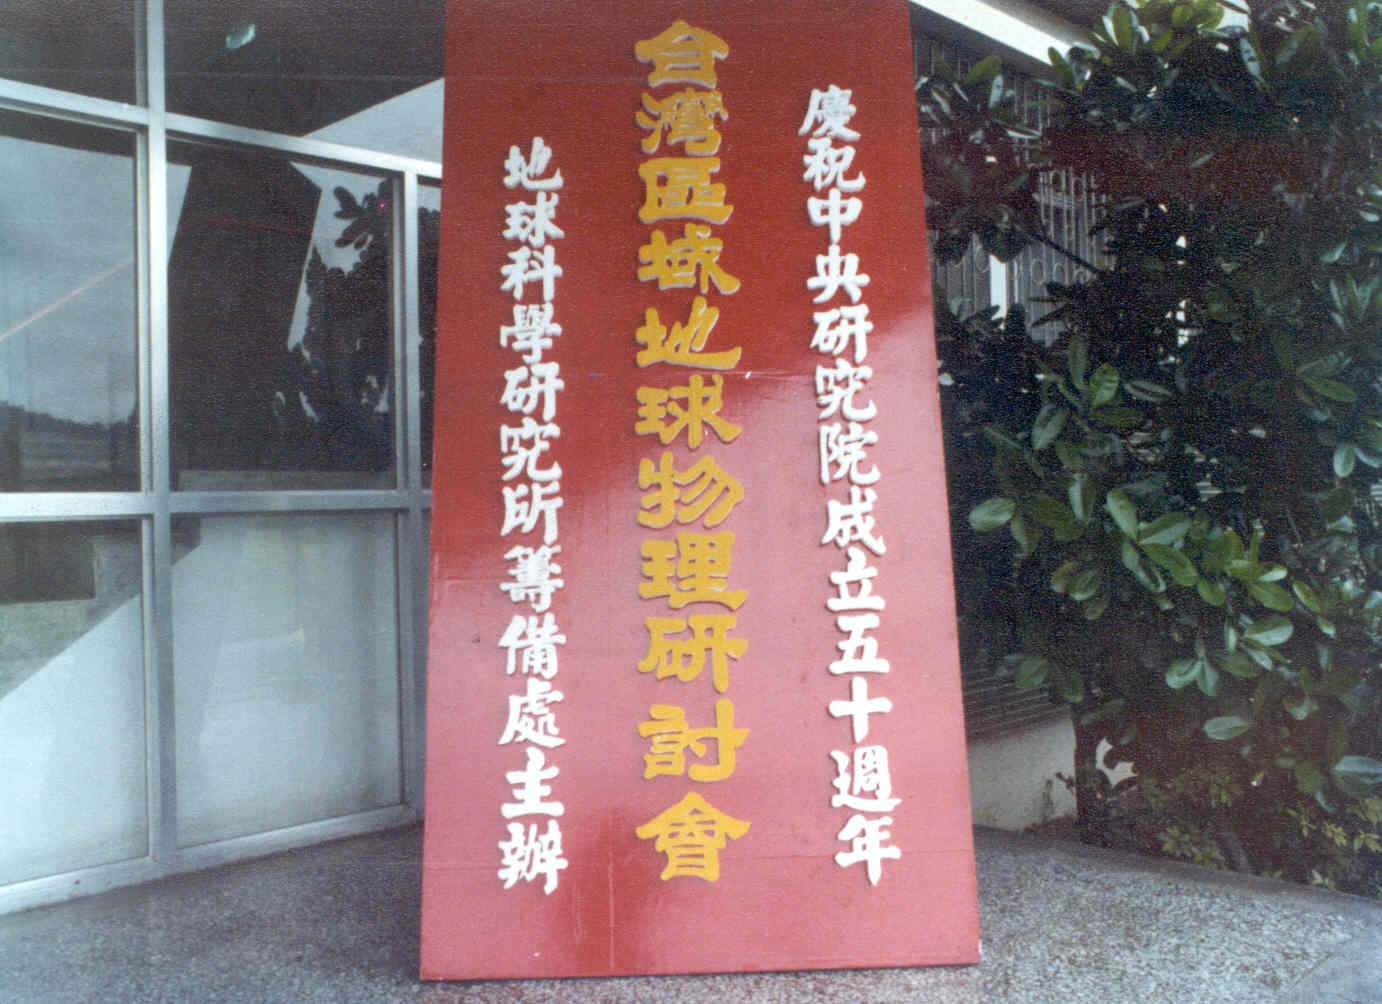 慶祝中央研究院成立五十週年
台灣區域地球物理研討會
地球科學研究所籌備處主辦